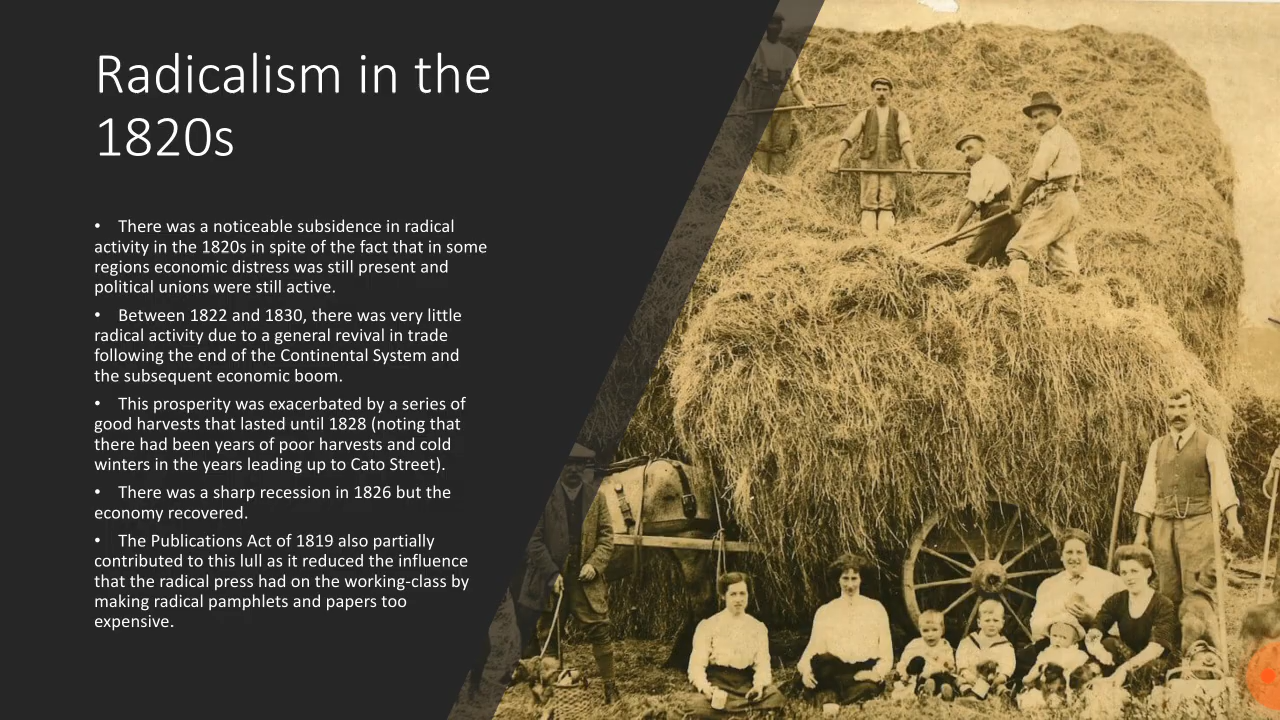 Radicalism in the
1820s
• There was a noticeable subsidence in radical
activity in the 1820s in spite of the fact that in some
regions economic distress was still present and
political unions were still active.
• Between 1822 and 1830, there was very little
radical activity due to a general revival in trade
following the end of the Continental System and
the subsequent economic boom.
• This prosperity was exacerbated by a series of
good harvests that lasted until 1828 (noting that
there had been years of poor harvests and cold
winters in the years leading up to Cato Street).
• There was a sharp recession in 1826 but the
economy recovered.
• The Publications Act of 1819 also partially
contributed to this lull as it reduced the influence
that the radical press had on the working-class by
making radical pamphlets and papers too
expensive.